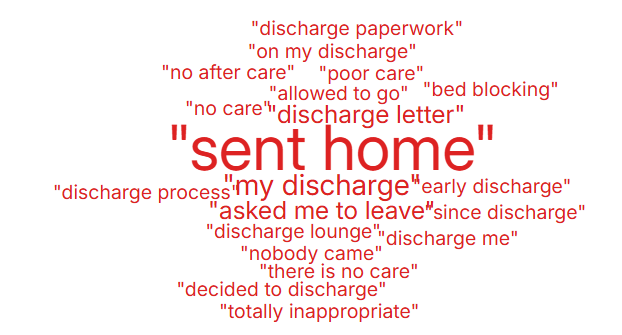 "discharge paperwork"
"on my discharge"
"no after care" "poor care"
"allowed to go" "bed blocking"
"no care" "discharge letter"
"sent home"
"discharge process" "my discharge" "early discharge"
"asked me to leave" "since discharge"
"discharge lounge" "discharge me"
"nobody came"
"there is no care"
"decided to discharge"
"totally inappropriate"